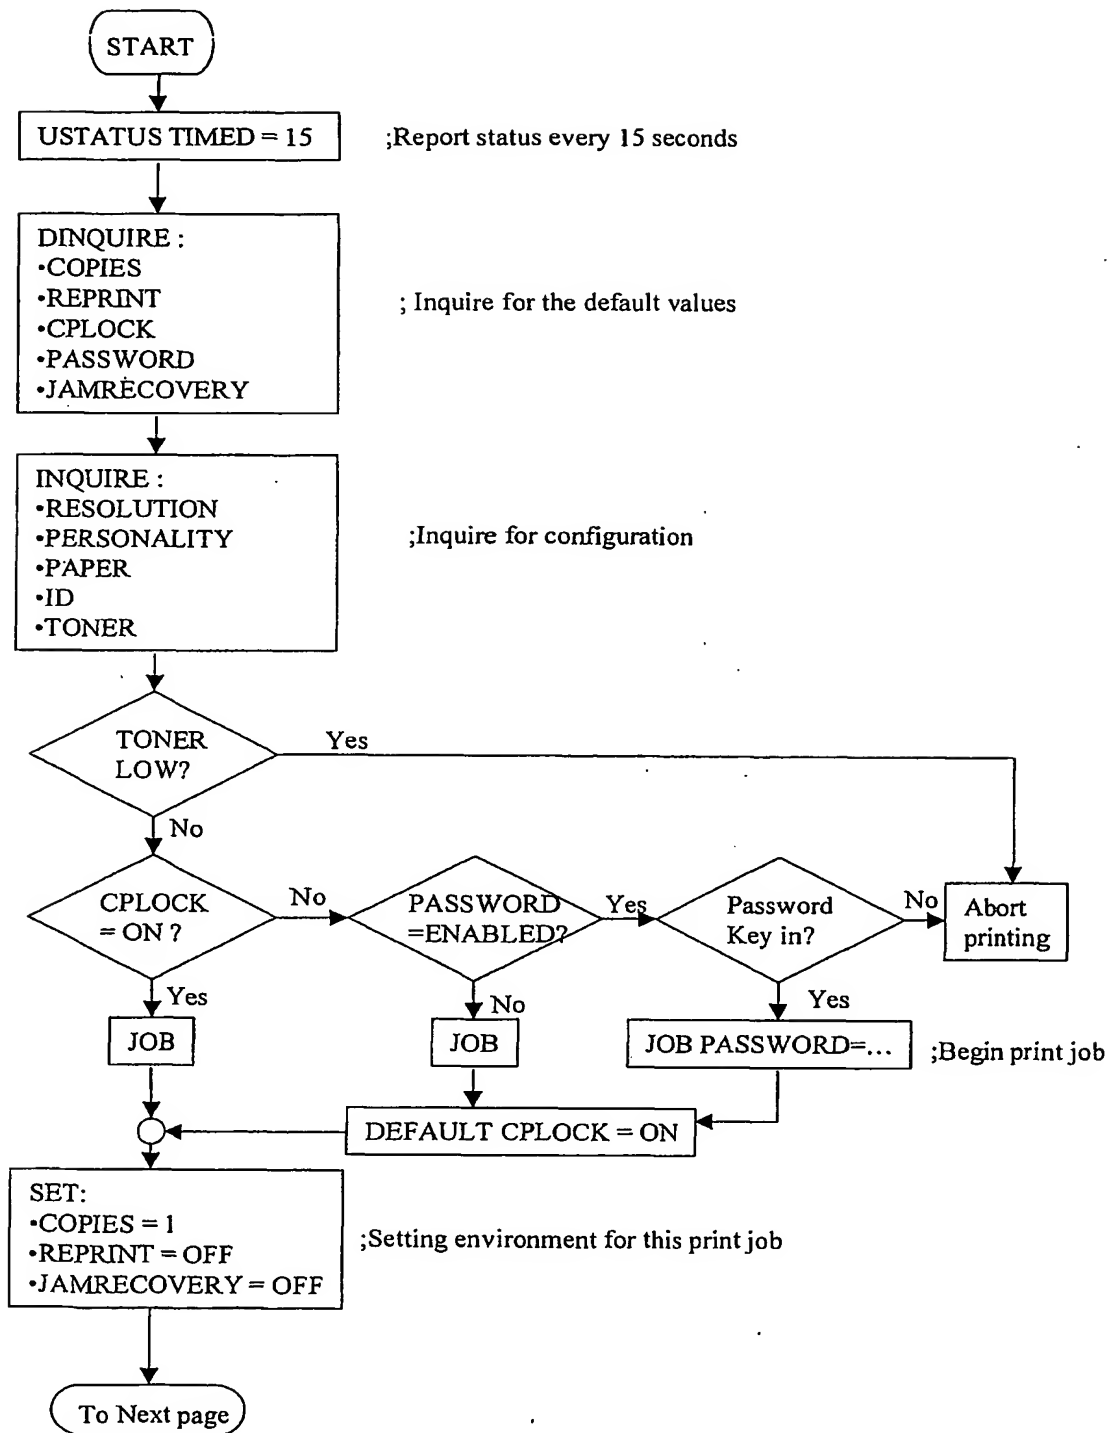 START
USTATUS TIMED = 15
;Report status every 15 seconds
DINQUIRE :
•COPIES
•REPRINT
•CPLOCK
•PASSWORD
•JAMRECOVERY
; Inquire for the default values
INQUIRE :
•RESOLUTION
•PERSONALITY
•PAPER
•ID
•TONER
;Inquire for configuration
TONER
LOW?
Yes
No
CPLOCK
= ON ?
No
PASSWORD
=ENABLED?
Yes
Password
Key in?
No
Abort
printing
Yes
JOB
No
JOB
Yes
JOB PASSWORD=...
;Begin print job
DEFAULT CPLOCK = ON
SET:
•COPIES = 1
•REPRINT = OFF
•JAMRECOVERY = OFF
;Setting environment for this print job
To Next page